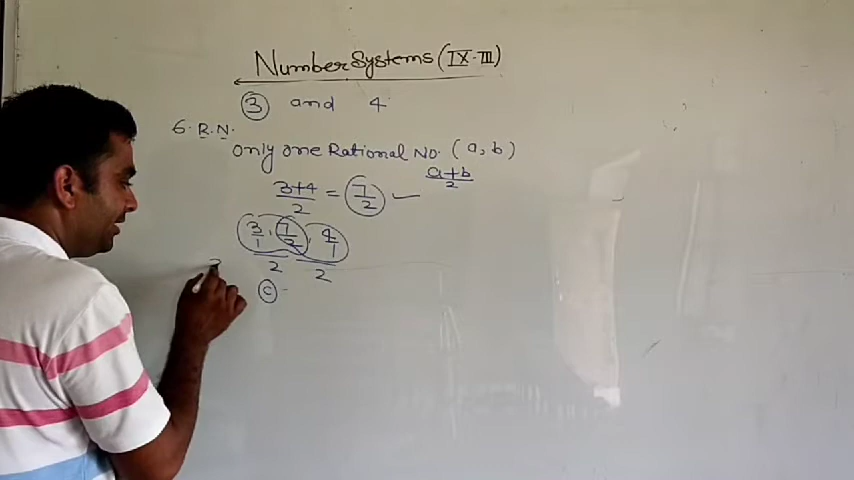 Number Systems (IX-III)
③ and 4
6. R.N.
only one Rational No. (a, b)
3+4/2 = 7/2 a+b/2
3/1, 7/2, 4/1
2 2
ⓒ